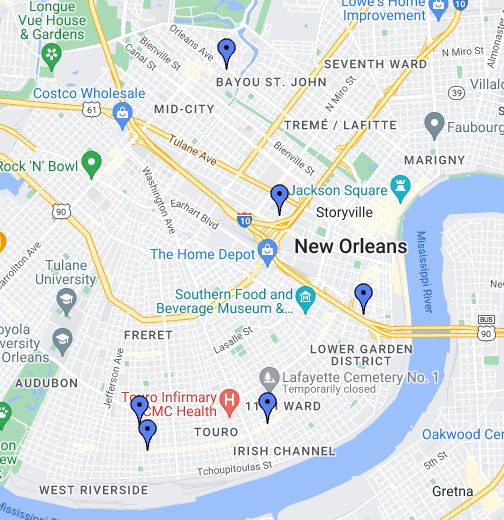 Longue
Vue House
& Gardens
Orleans Ave
Bienville St
Canal St
Lowe's Home
Improvement
10
N Miro St
SEVENTH WARD
BAYOU ST. JOHN
Costco Wholesale
61
MID-CITY
N Miro St
39
Villalo
Almonas
TREMÉ / LAFITTE
Faubourg
Tulane Ave
Bienville St
MARIGNY
Rock 'N' Bowl
Washington Ave
Jackson Square
90
Earhart Blvd
10
Storyville
Carrollton Ave
The Home Depot
New Orleans
Mississippi River
Tulane
University
Southern Food and
Beverage Museum &...
BUS
90
Loyola
University
Orleans
FRERET
Lasalle St
LOWER GARDEN
DISTRICT
AUDUBON
Jefferson Ave
Lafayette Cemetery No. 1
Temporarily closed
Touro Infirmary
LCMC Health
H
11TH WARD
TOURO
IRISH CHANNEL
Oakwood Cen
5th St
Tchoupitoulas St
WEST RIVERSIDE
Gretna
Mississippi